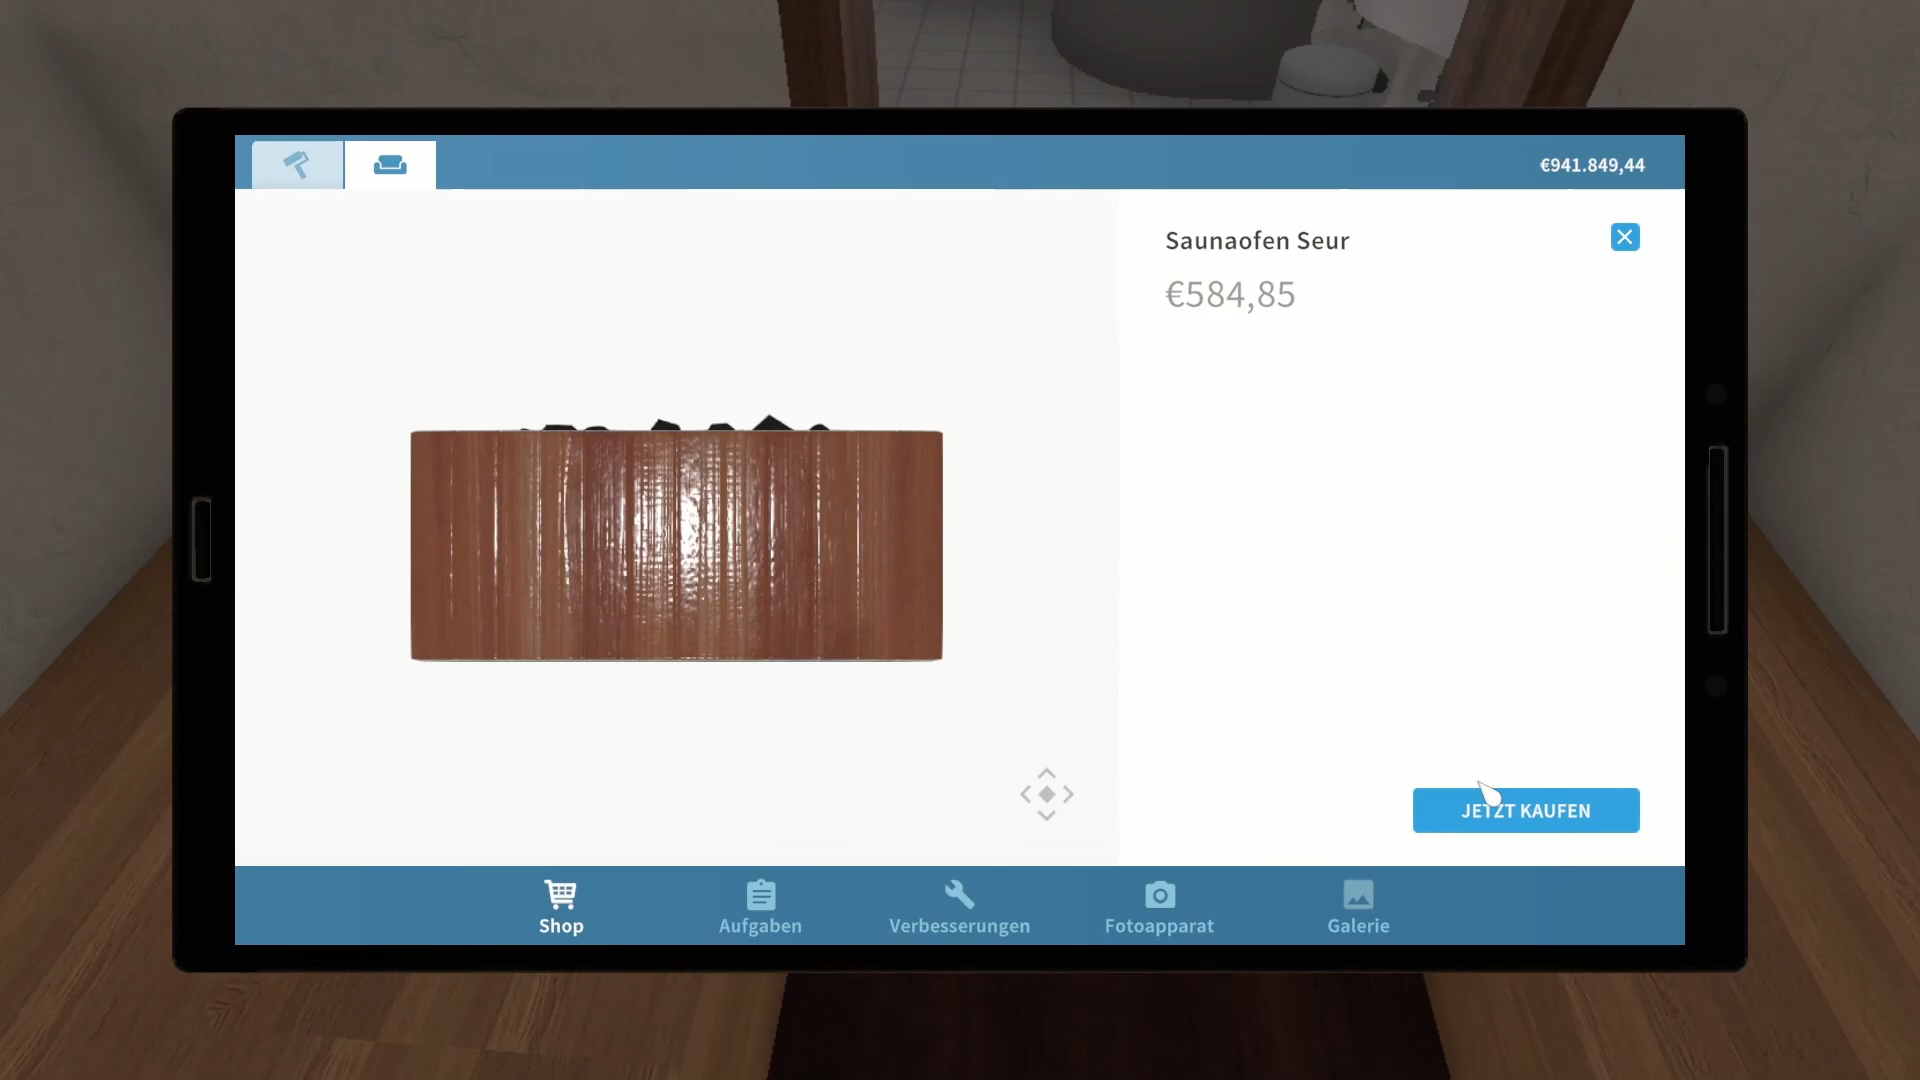 €941.849,44
Saunaofen Seur
€584,85
JETZT KAUFEN
Shop
Aufgaben
Verbesserungen
Fotoapparat
Galerie